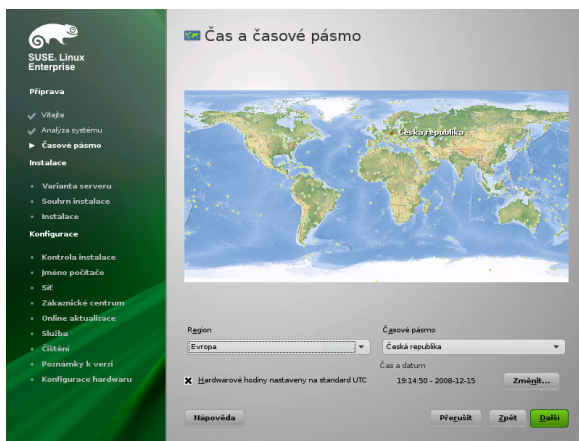 SUSE. Linux
Enterprise
Příprava
Vítejte
Analýza systému
Časové pásmo
Instalace
Varianta serveru
Souhrn instalace
Instalace
Konfigurace
Kontrola instalace
Jméno počítače
Síť
Zákaznické centrum
Online aktualizace
Služba
Čištění
Poznámky k verzi
Konfigurace hardwaru
Čas a časové pásmo
Česká republika
Region
Evropa
Časové pásmo
Česká republika
Hardwarové hodiny nastaveny na standard UTC
Čas a datum
19:14:50 - 2008-12-15
Změnit...
Nápověda
Přerušit
Zpět
Další